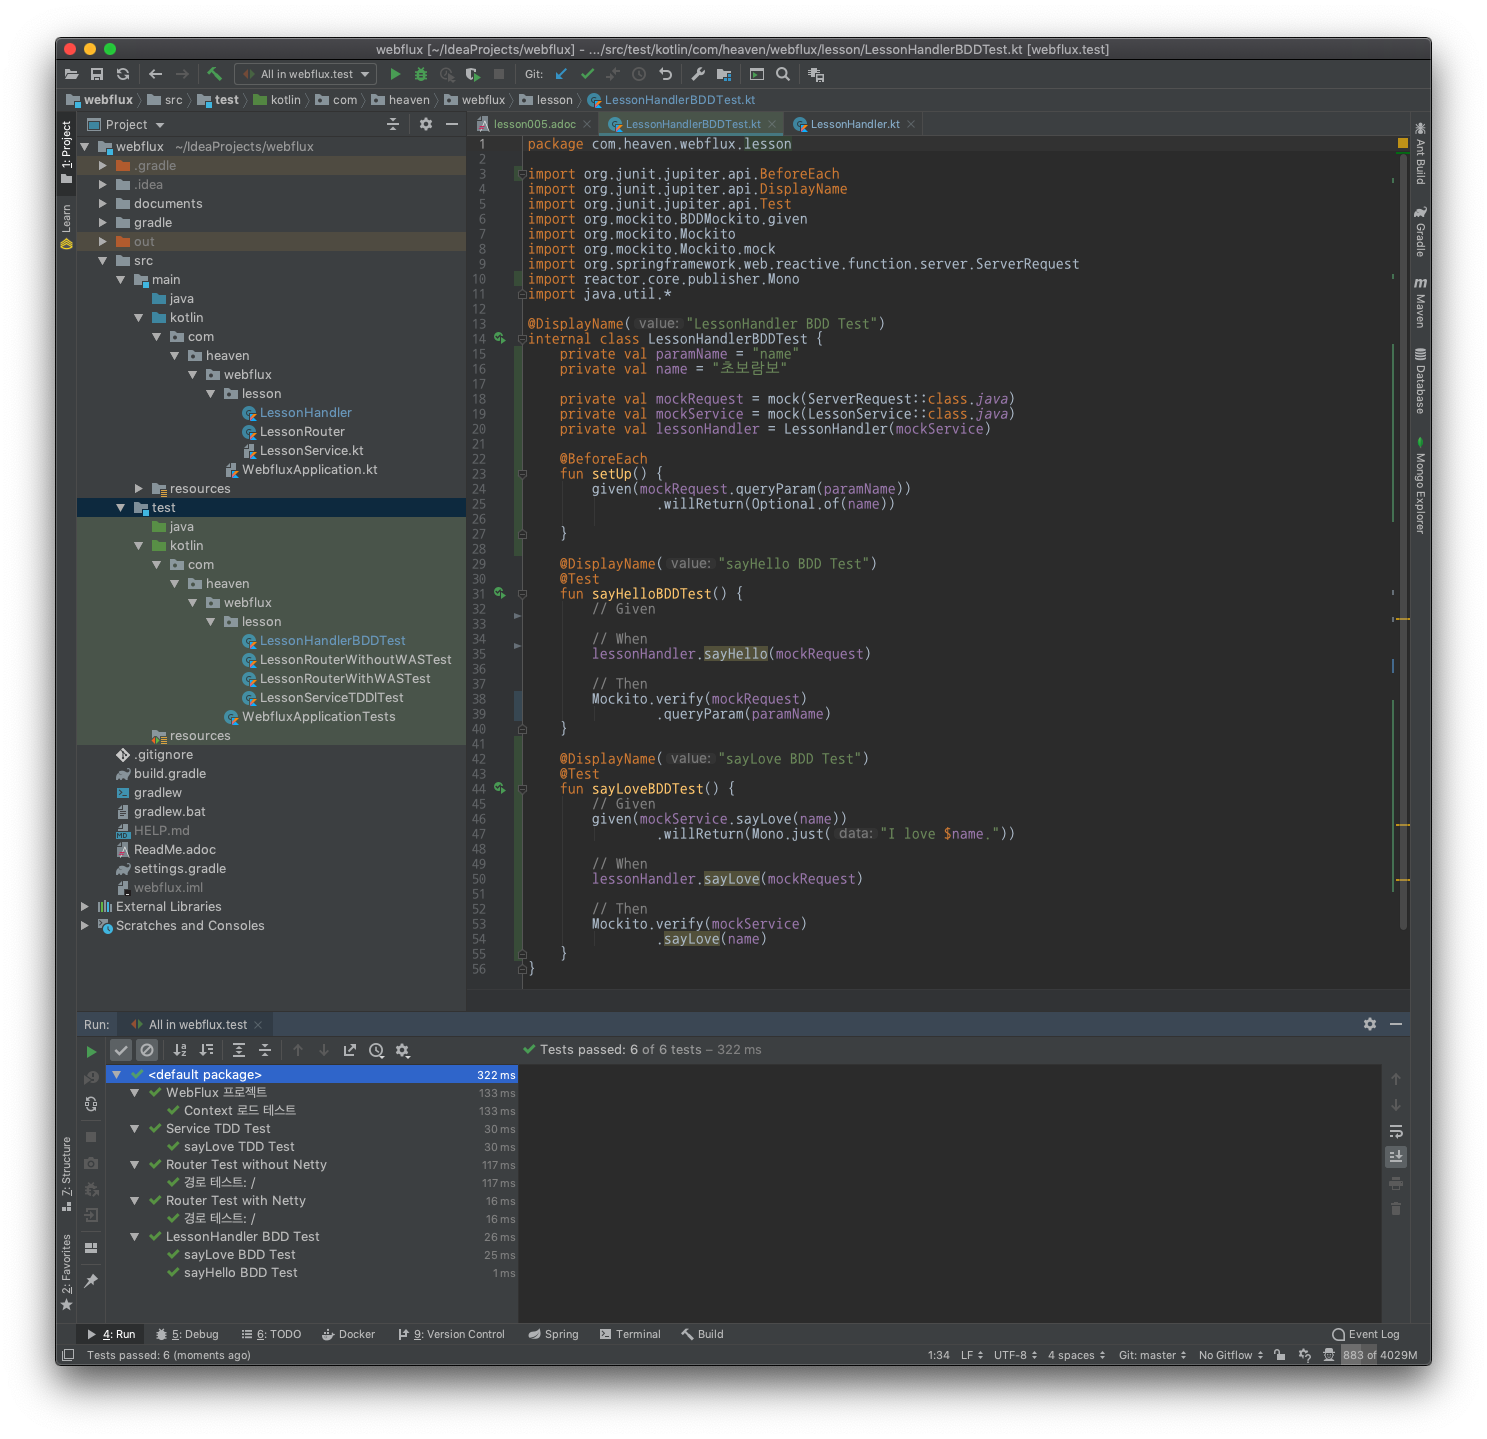 webflux [~/IdeaProjects/webflux] - .../src/test/kotlin/com/heaven/webflux/lesson/LessonHandlerBDDTest.kt [webflux.test]
All in webflux.test
Git:
webflux src test kotlin com heaven webflux lesson LessonHandlerBDDTest.kt
Project
lesson005.adoc
LessonHandlerBDDTest.kt
LessonHandler.kt
1: Project
Learn
7: Structure
2: Favorites
webflux ~/IdeaProjects/webflux
.gradle
.idea
documents
gradle
out
src
main
java
kotlin
com
heaven
webflux
lesson
LessonHandler
LessonRouter
LessonService.kt
WebfluxApplication.kt
resources
test
java
kotlin
com
heaven
webflux
lesson
LessonHandlerBDDTest
LessonRouterWithoutWASTest
LessonRouterWithWASTest
LessonServiceTDDlTest
WebfluxApplicationTests
resources
.gitignore
build.gradle
gradlew
gradlew.bat
HELP.md
ReadMe.adoc
settings.gradle
webflux.iml
External Libraries
Scratches and Consoles
1 package com.heaven.webflux.lesson
2
3 import org.junit.jupiter.api.BeforeEach
4 import org.junit.jupiter.api.DisplayName
5 import org.junit.jupiter.api.Test
6 import org.mockito.BDDMockito.given
7 import org.mockito.Mockito
8 import org.mockito.Mockito.mock
9 import org.springframework.web.reactive.function.server.ServerRequest
10 import reactor.core.publisher.Mono
11 import java.util.*
12
13 @DisplayName( value: "LessonHandler BDD Test")
14 internal class LessonHandlerBDDTest {
15 private val paramName = "name"
16 private val name = "초보람보"
17
18 private val mockRequest = mock(ServerRequest::class.java)
19 private val mockService = mock(LessonService::class.java)
20 private val lessonHandler = LessonHandler(mockService)
21
22 @BeforeEach
23 fun setUp() {
24 given(mockRequest.queryParam(paramName))
25 .willReturn(Optional.of(name))
26
27 }
28
29 @DisplayName( value: "sayHello BDD Test")
30 @Test
31 fun sayHelloBDDTest() {
32 // Given
33
34 // When
35 lessonHandler.sayHello(mockRequest)
36
37 // Then
38 Mockito.verify(mockRequest)
39 .queryParam(paramName)
40 }
41
42 @DisplayName( value: "sayLove BDD Test")
43 @Test
44 fun sayLoveBDDTest() {
45 // Given
46 given(mockService.sayLove(name))
47 .willReturn(Mono.just( data: "I love $name."))
48
49 // When
50 lessonHandler.sayLove(mockRequest)
51
52 // Then
53 Mockito.verify(mockService)
54 .sayLove(name)
55 }
56 }
Ant Build
Gradle
Maven
Database
Mongo Explorer
Run: All in webflux.test
Tests passed: 6 of 6 tests – 322 ms
<default package> 322 ms
WebFlux 프로젝트 133 ms
Context 로드 테스트 133 ms
Service TDD Test 30 ms
sayLove TDD Test 30 ms
Router Test without Netty 117 ms
경로 테스트: / 117 ms
Router Test with Netty 16 ms
경로 테스트: / 16 ms
LessonHandler BDD Test 26 ms
sayLove BDD Test 25 ms
sayHello BDD Test 1 ms
4: Run 5: Debug 6: TODO Docker 9: Version Control Spring Terminal Build Event Log
Tests passed: 6 (moments ago) 1:34 LF UTF-8 4 spaces Git: master No Gitflow 883 of 4029M